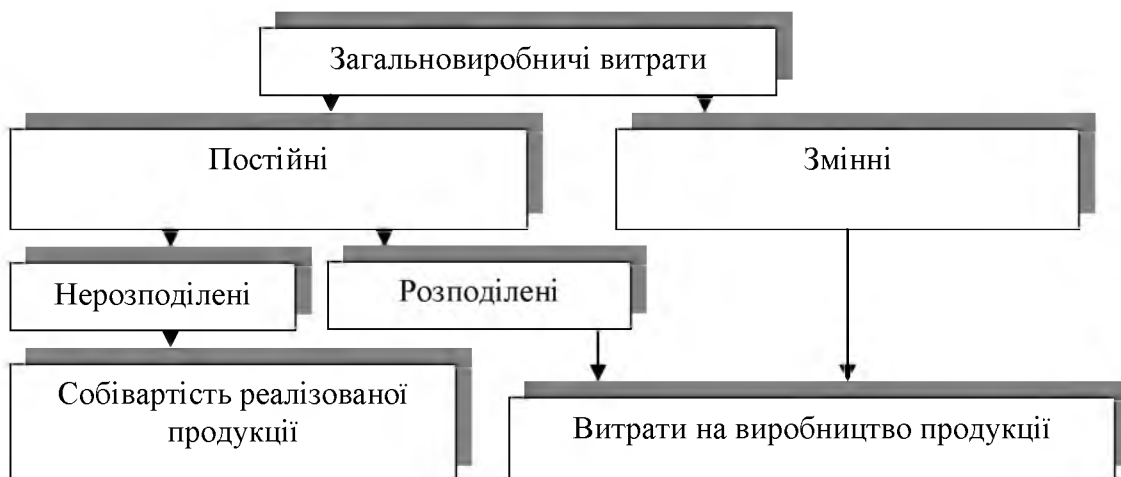 Загальновиробничі витрати
Постійні
Змінні
Нерозподілені
Розподілені
Собівартість реалізованої
продукції
Витрати на виробництво продукції